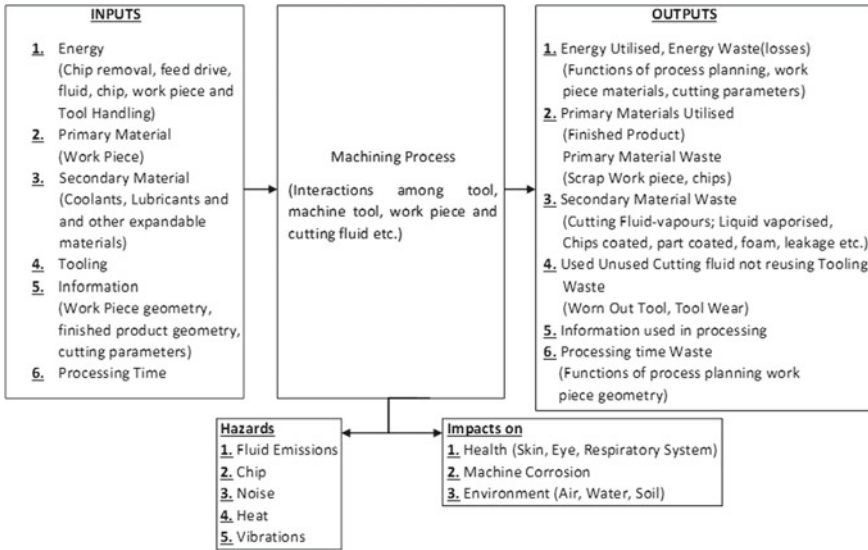 INPUTS
1. Energy
(Chip removal, feed drive,
fluid, chip, work piece and
Tool Handling)
2. Primary Material
(Work Piece)
3. Secondary Material
(Coolants, Lubricants and
and other expandable
materials)
4. Tooling
5. Information
(Work Piece geometry,
finished product geometry,
cutting parameters)
6. Processing Time
Machining Process
(Interactions among tool,
machine tool, work piece and
cutting fluid etc.)
OUTPUTS
1. Energy Utilised, Energy Waste(losses)
(Functions of process planning, work
piece materials, cutting parameters)
2. Primary Materials Utilised
(Finished Product)
Primary Material Waste
(Scrap Work piece, chips)
3. Secondary Material Waste
(Cutting Fluid-vapours; Liquid vaporised,
Chips coated, part coated, foam, leakage etc.)
4. Used Unused Cutting fluid not reusing Tooling
Waste
(Worn Out Tool, Tool Wear)
5. Information used in processing
6. Processing time Waste
(Functions of process planning work
piece geometry)
Hazards
1. Fluid Emissions
2. Chip
3. Noise
4. Heat
5. Vibrations
Impacts on
1. Health (Skin, Eye, Respiratory System)
2. Machine Corrosion
3. Environment (Air, Water, Soil)